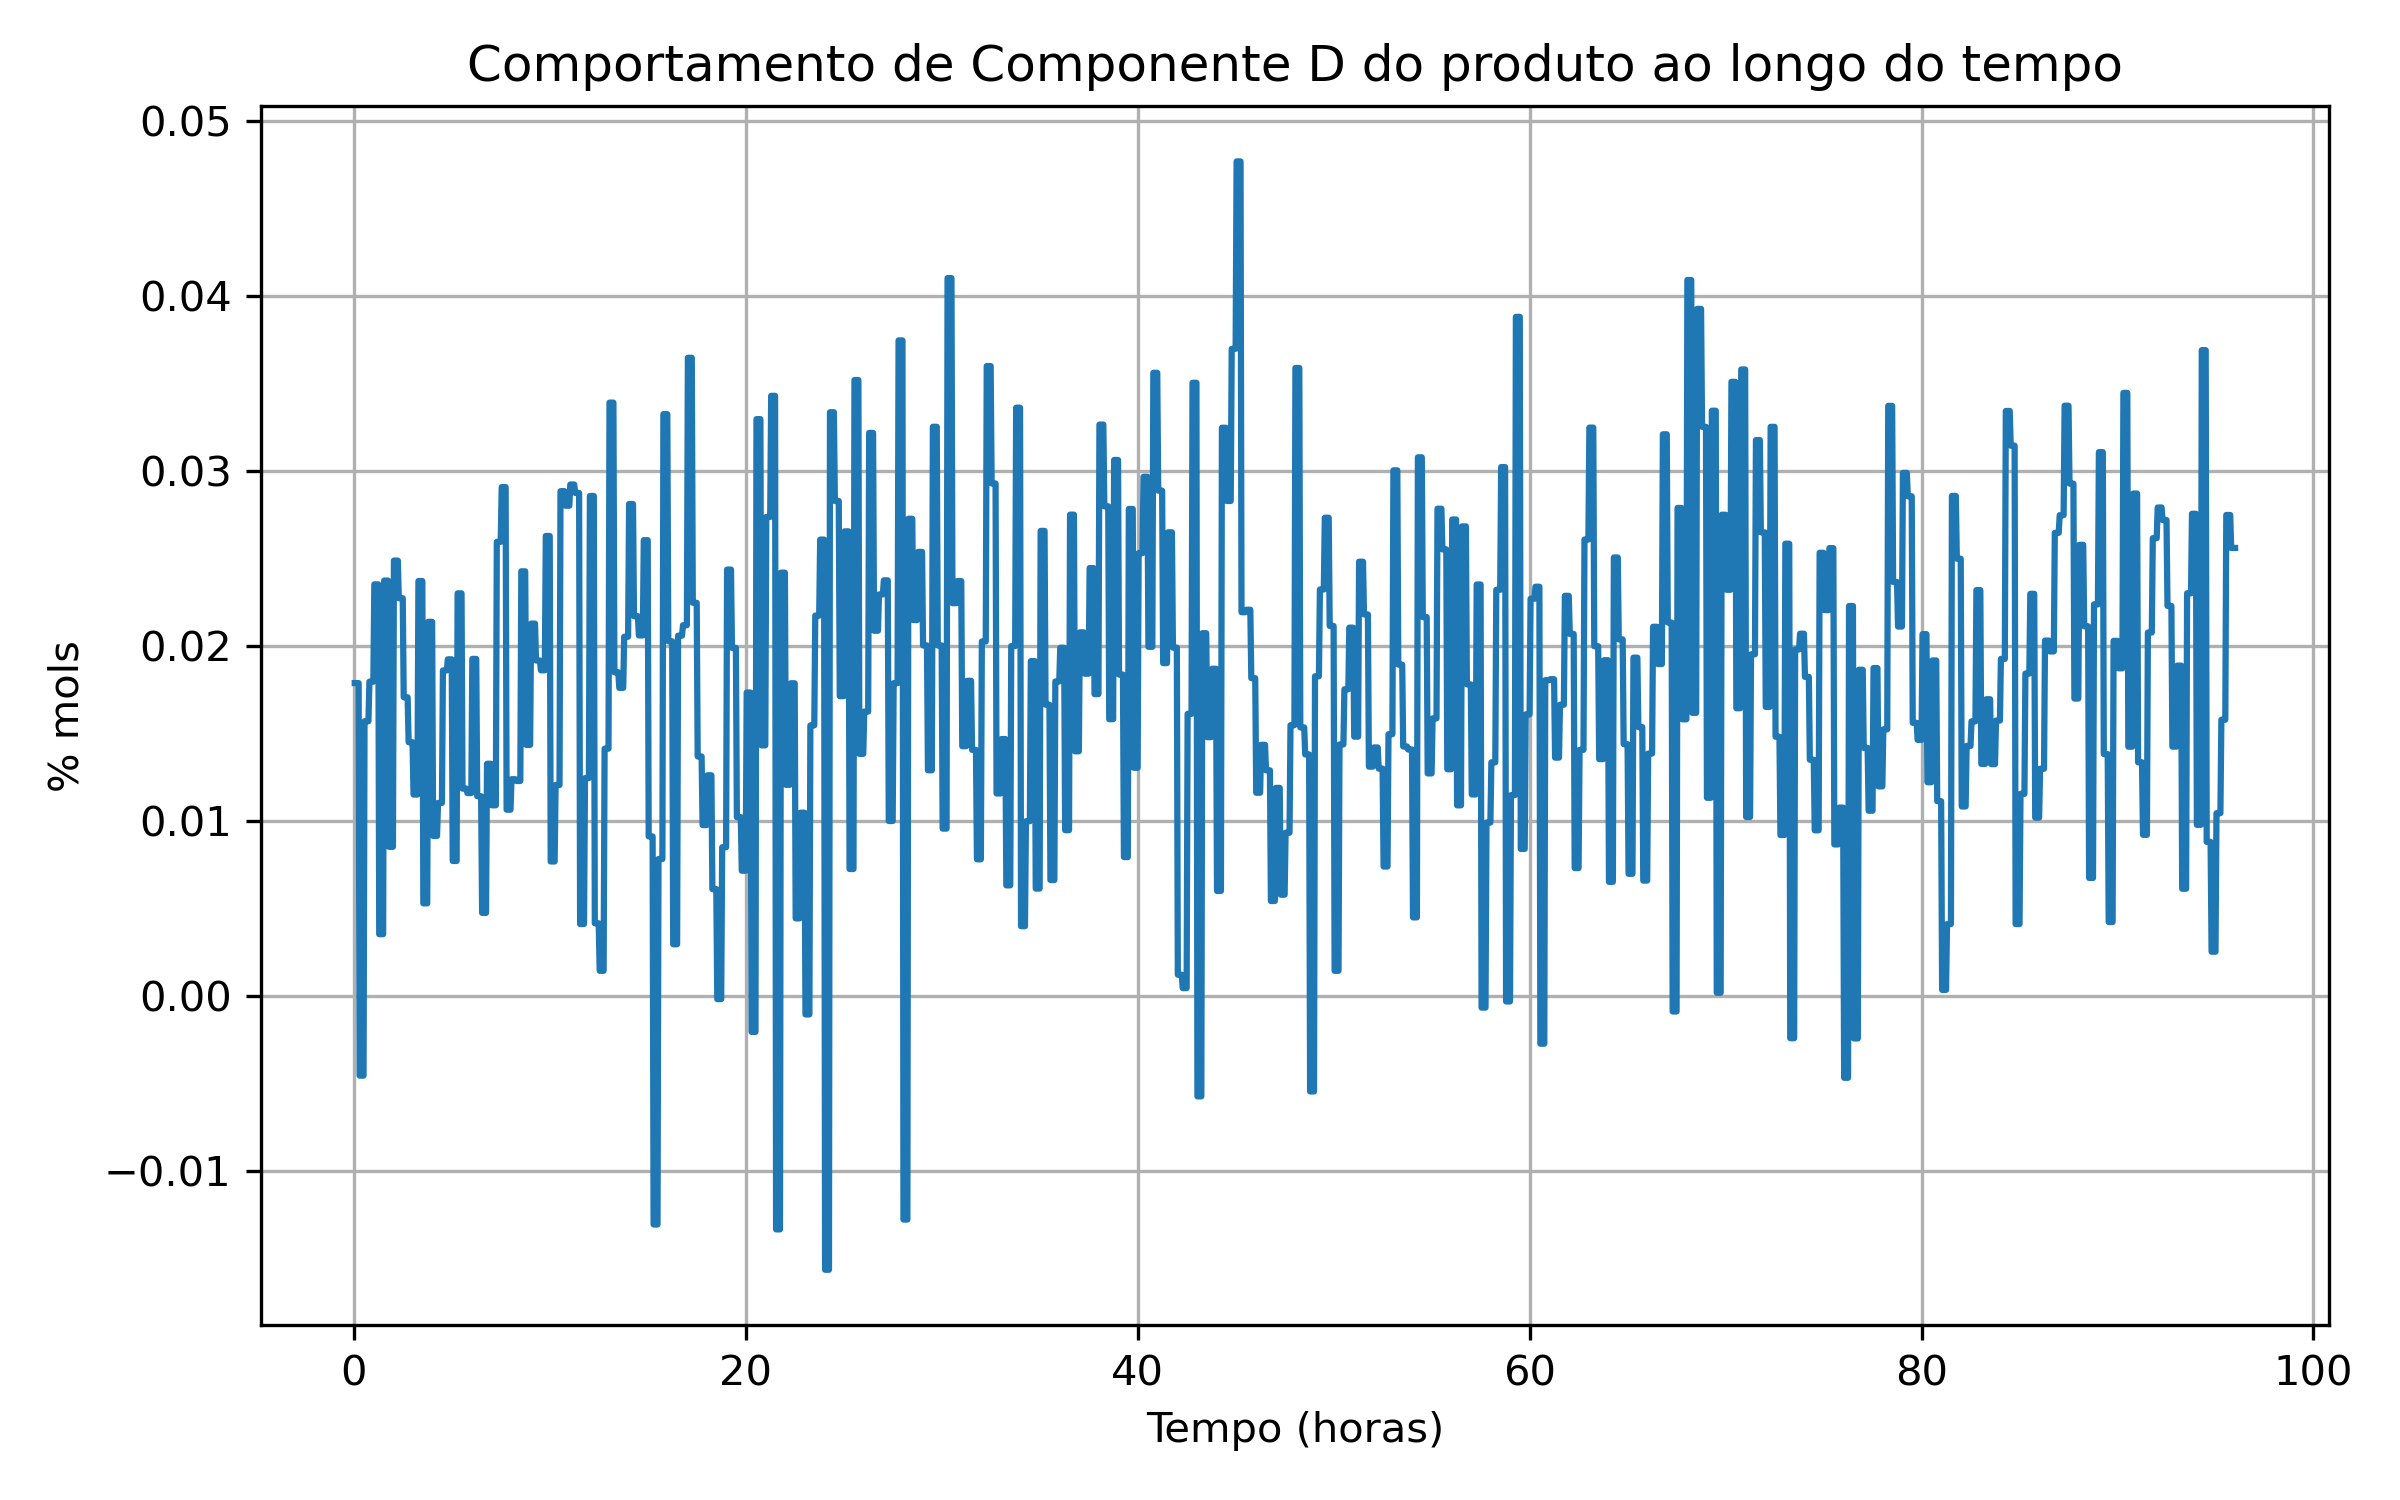 Comportamento de Componente D do produto ao longo do tempo
% mols
0.05
0.04
0.03
0.02
0.01
0.00
−0.01
0 20 40 60 80 100
Tempo (horas)